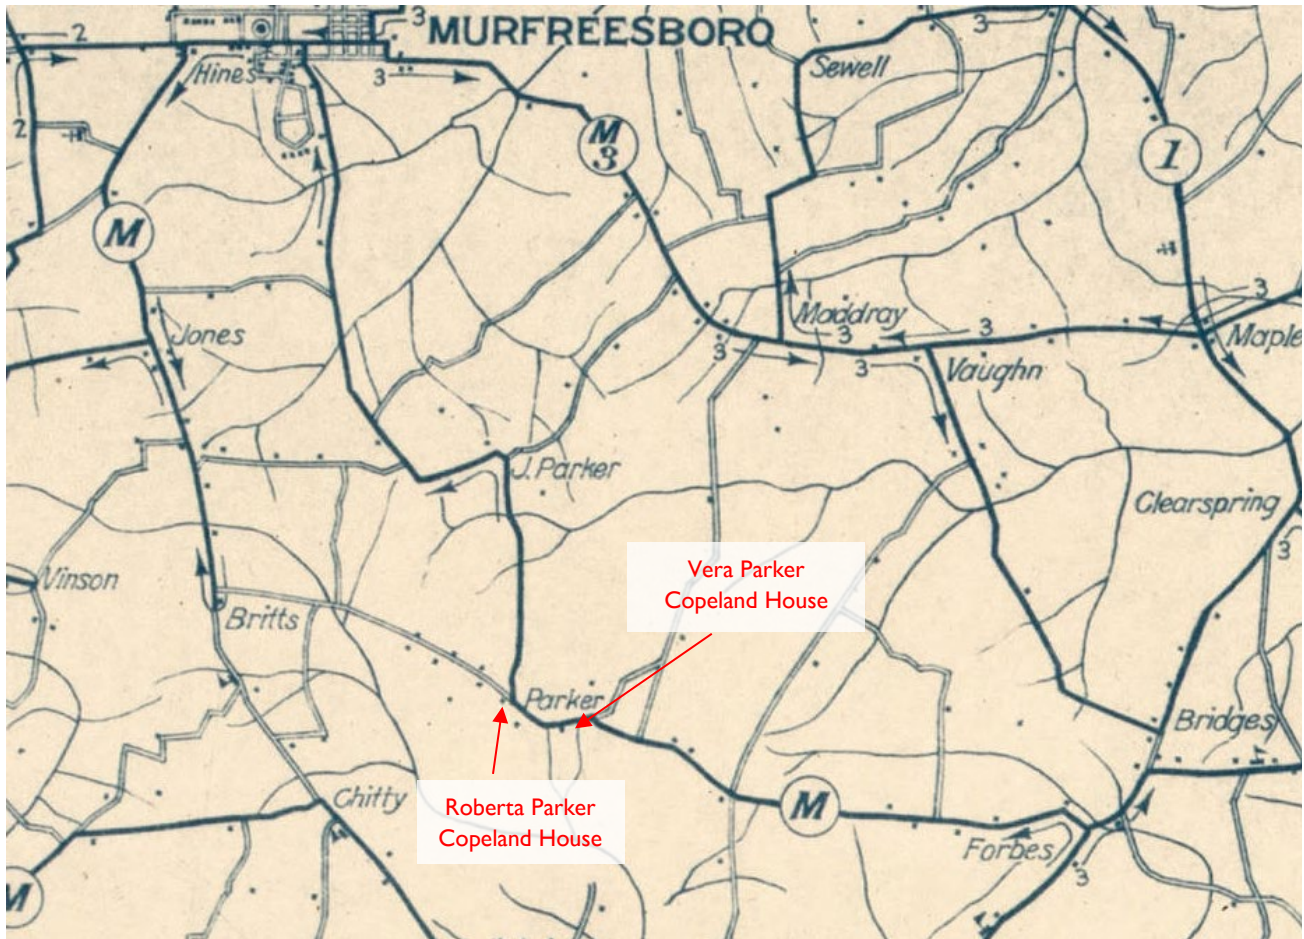 MURFREESBORO
3
2
Hines
3
Sewell
3
2
M
3
1
M
3
Jones
Maddray
3
3
3
3
Maple
Vaughn
J. Parker
Clearspring
3
Vinson
Britts
Vera Parker
Copeland House
Parker
Bridges
Chitty
M
Roberta Parker
Copeland House
Forbes
3
M